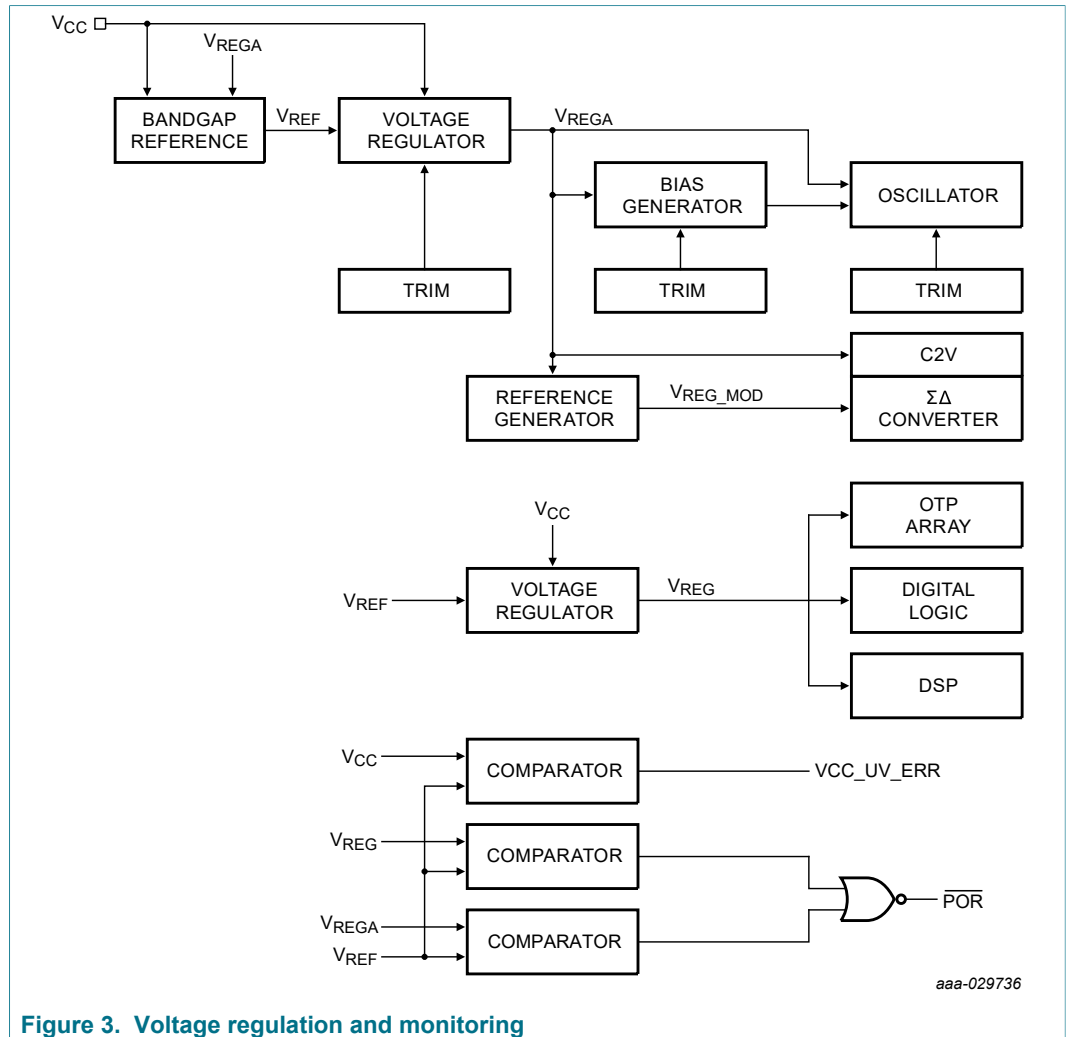 VCC
VREGA
BANDGAP
REFERENCE
VREF
VOLTAGE
REGULATOR
VREGA
BIAS
GENERATOR
OSCILLATOR
TRIM
TRIM
TRIM
C2V
REFERENCE
GENERATOR
VREG_MOD
ΣΔ
CONVERTER
VCC
OTP
ARRAY
VREF
VOLTAGE
REGULATOR
VREG
DIGITAL
LOGIC
DSP
VCC
COMPARATOR
VCC_UV_ERR
VREG
COMPARATOR
POR
VREGA
VREF
COMPARATOR
aaa-029736
Figure 3. Voltage regulation and monitoring